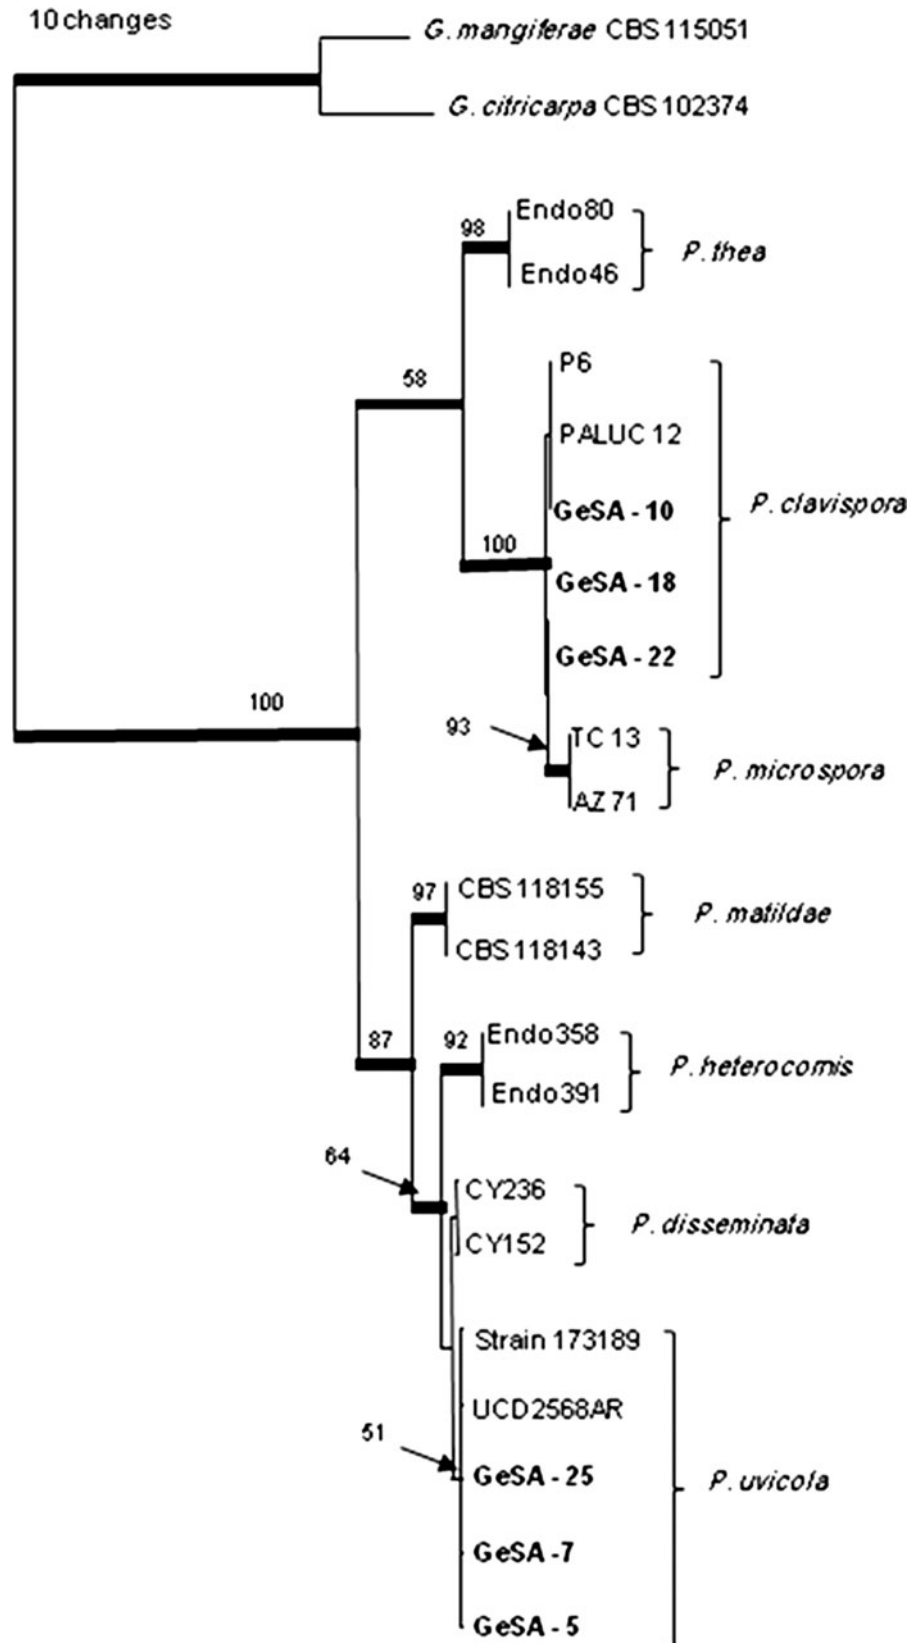 10 changes
G. mangiferae CBS 115051
G. citricarpa CBS 102374
Endo80
98
P. thea
Endo46
P6
58
PALUC 12
P. clavispora
GeSA - 10
100
GeSA - 18
GeSA - 22
100
93
TC 13
P. microspora
AZ 71
97
CBS 118155
P. matildae
CBS 118143
87
92
Endo358
P. heterocornis
Endo391
64
CY236
P. disseminata
CY152
Strain 173189
UCD2568AR
51
GeSA - 25
P. uvicola
GeSA - 7
GeSA - 5